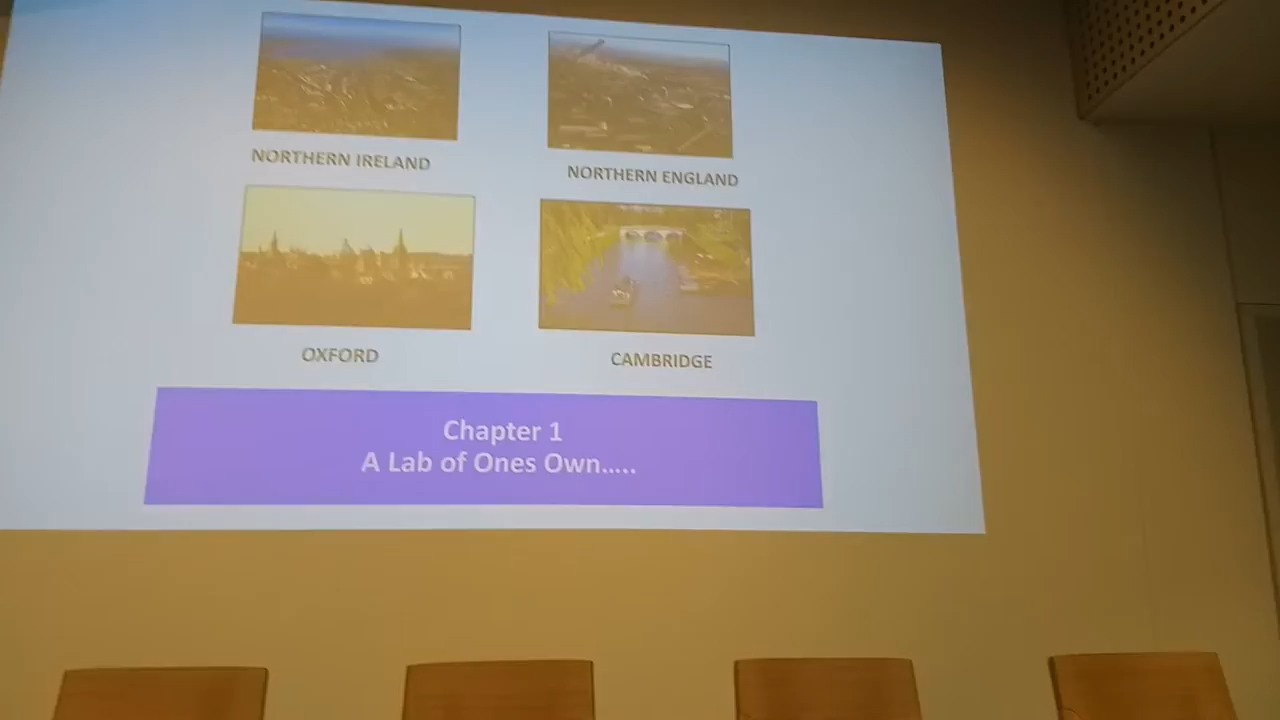 NORTHERN IRELAND
NORTHERN ENGLAND
OXFORD
CAMBRIDGE
Chapter 1
A Lab of Ones Own.....